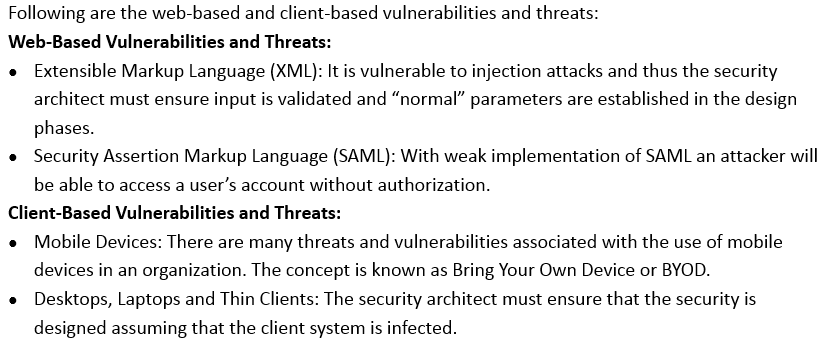 Following are the web-based and client-based vulnerabilities and threats:
Web-Based Vulnerabilities and Threats:
• Extensible Markup Language (XML): It is vulnerable to injection attacks and thus the security
architect must ensure input is validated and “normal” parameters are established in the design
phases.
• Security Assertion Markup Language (SAML): With weak implementation of SAML an attacker will
be able to access a user’s account without authorization.
Client-Based Vulnerabilities and Threats:
• Mobile Devices: There are many threats and vulnerabilities associated with the use of mobile
devices in an organization. The concept is known as Bring Your Own Device or BYOD.
• Desktops, Laptops and Thin Clients: The security architect must ensure that the security is
designed assuming that the client system is infected.